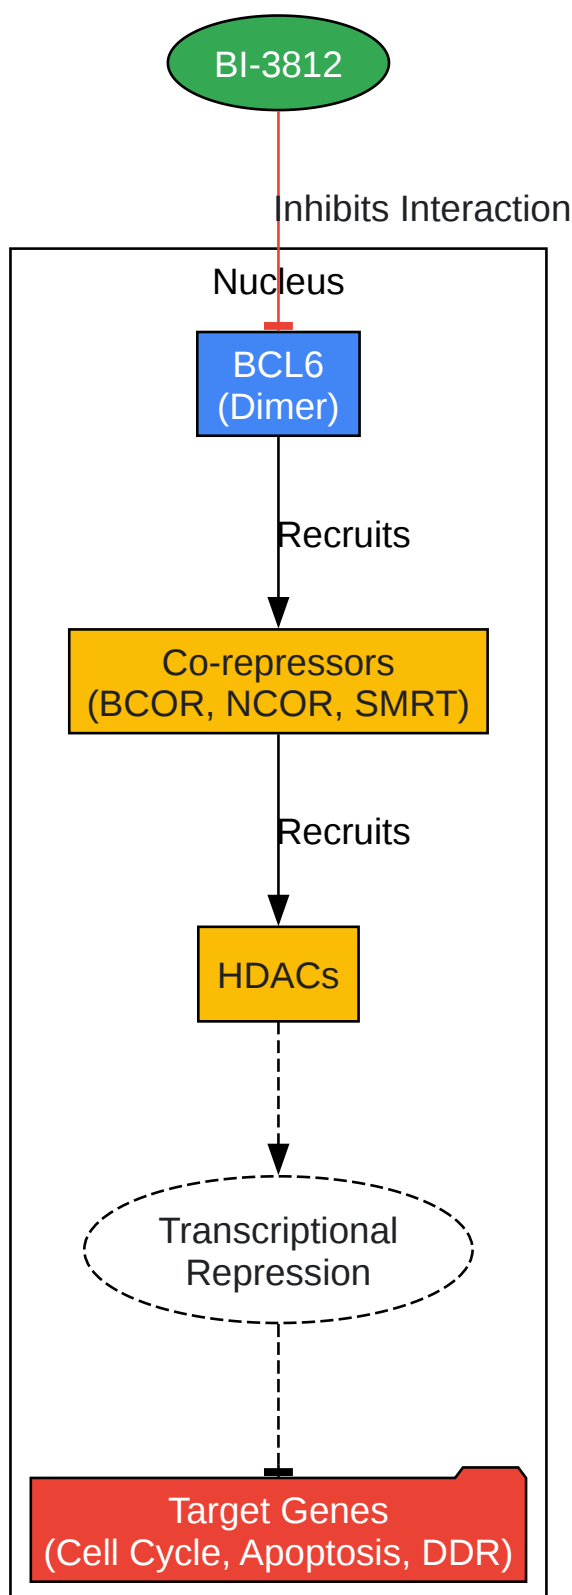 BI-3812
Inhibits Interaction
Nucleus
BCL6
(Dimer)
Recruits
Co-repressors
(BCOR, NCOR, SMRT)
Recruits
HDACs
Transcriptional
Repression
Target Genes
(Cell Cycle, Apoptosis, DDR)